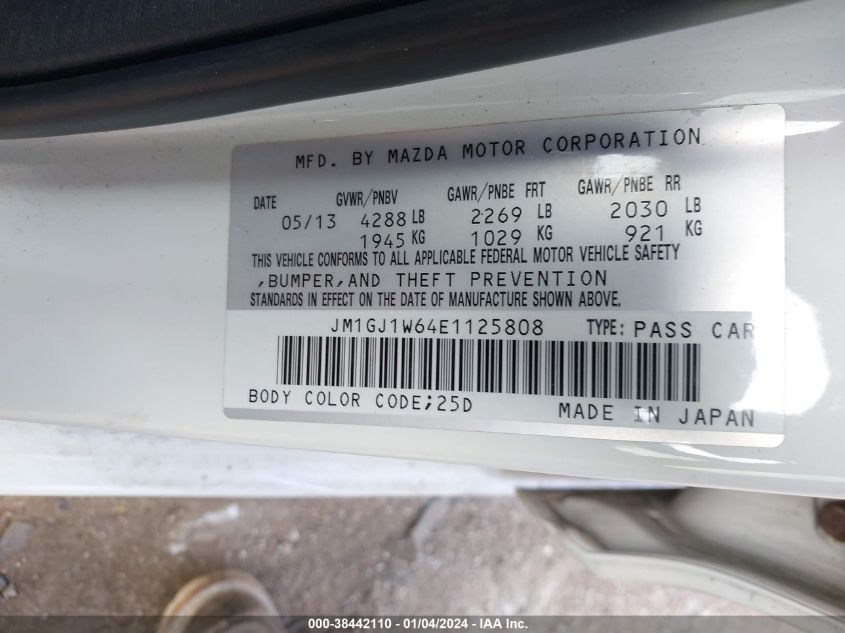 MFD. BY MAZDA MOTOR CORPORATION
DATE GVWR/PNBV GAWR/PNBE FRT GAWR/PNBE RR
05/13 4288 LB 2269 LB 2030 LB
1945 KG 1029 KG 921 KG
THIS VEHICLE CONFORMS TO ALL APPLICABLE FEDERAL MOTOR VEHICLE SAFETY
,BUMPER,AND THEFT PREVENTION
STANDARDS IN EFFECT ON THE DATE OF MANUFACTURE SHOWN ABOVE.
JM1GJ1W64E1125808 TYPE: PASS CAR
BODY COLOR CODE;25D MADE IN JAPAN
000-38442110 - 01/04/2024 - IAA Inc.